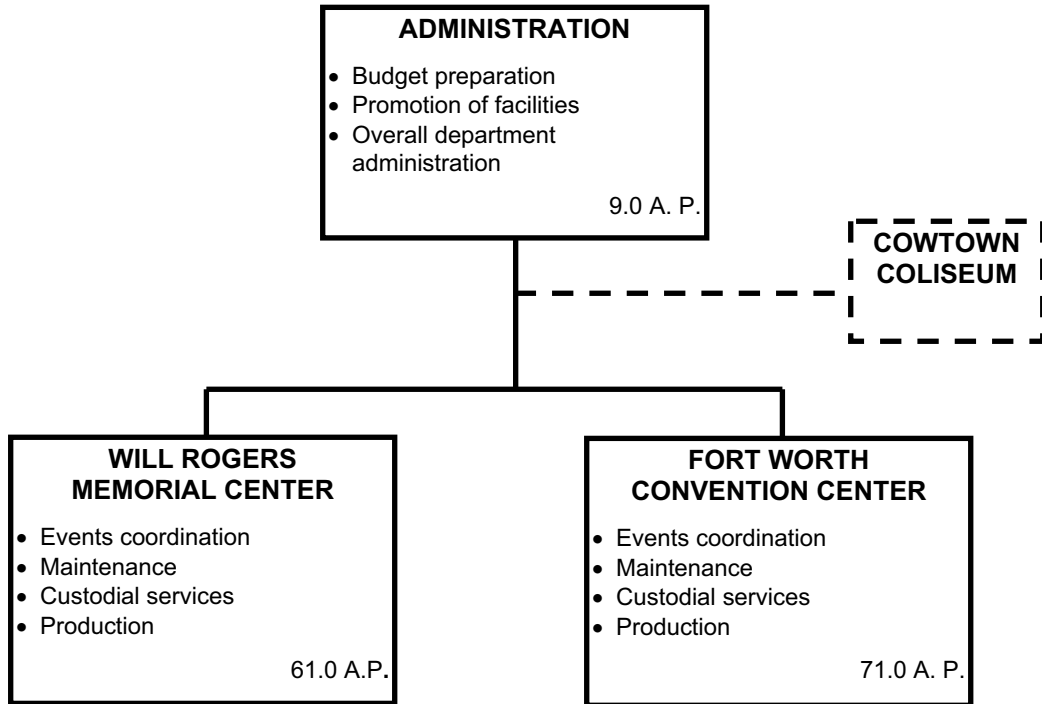 ADMINISTRATION
• Budget preparation
• Promotion of facilities
• Overall department
administration
9.0 A. P.
COWTOWN
COLISEUM
WILL ROGERS
MEMORIAL CENTER
• Events coordination
• Maintenance
• Custodial services
• Production
61.0 A.P.
FORT WORTH
CONVENTION CENTER
• Events coordination
• Maintenance
• Custodial services
• Production
71.0 A. P.